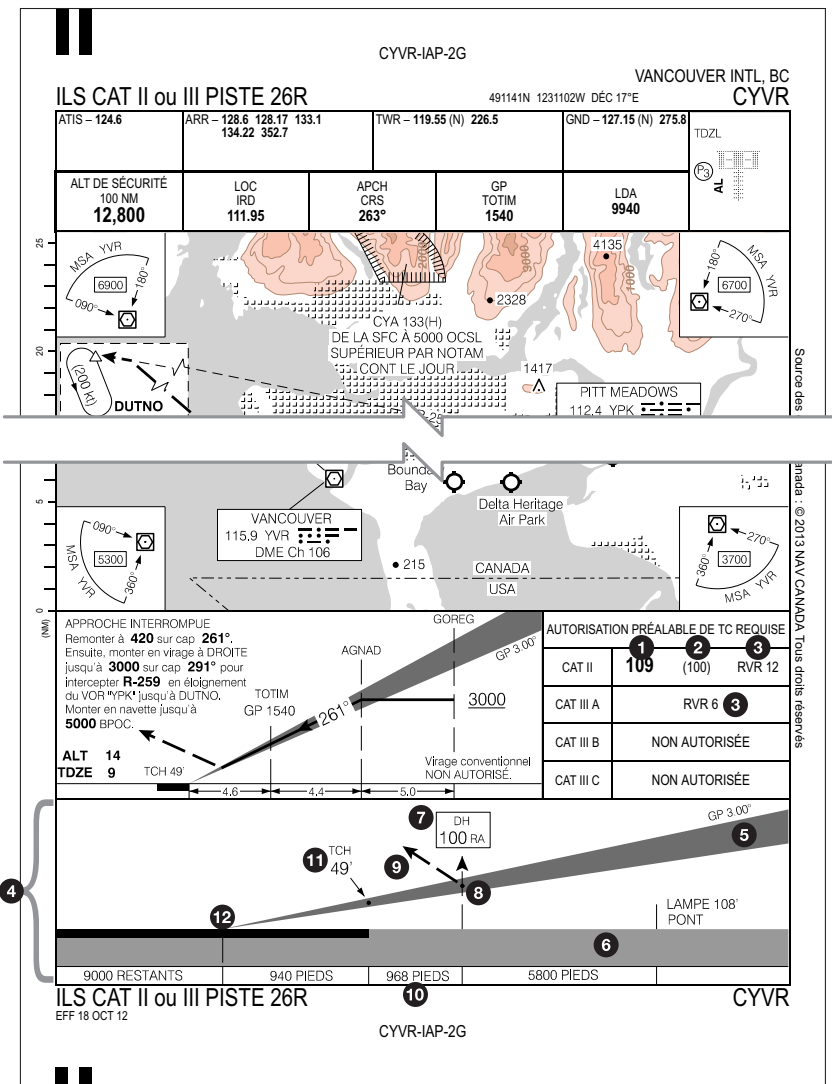 CYVR-IAP-2G
VANCOUVER INTL, BC
ILS CAT II ou III PISTE 26R
491141N 1231102W DÉC 17°E
CYVR
ATIS – 124.6
ARR – 128.6 128.17 133.1
134.22 352.7
TWR – 119.55 (N) 226.5
GND – 127.15 (N) 275.8
TDZL
P3
AL
ALT DE SÉCURITÉ
100 NM
12,800
LOC
IRD
111.95
APCH
CRS
263°
GP
TOTIM
1540
LDA
9940
25
20
5
0
(NM)
MSA YVR
6900
180°
090°
MSA YVR
6700
180°
270°
4135
3000
1000
2328
1417
CYA 133(H)
DE LA SFC À 5000 OCSL
SUPÉRIEUR PAR NOTAM
CONT LE JOUR
(200 kt)
DUTNO
PITT MEADOWS
112.4 YPK
Source des
anada : © 2013 NAV CANADA Tous droits réservés
Bounda
Bay
Delta Heritage
Air Park
VANCOUVER
115.9 YVR
DME Ch 106
215
CANADA
USA
090°
5300
360°
MSA YVR
270°
3700
360°
MSA YVR
APPROCHE INTERROMPUE
Remonter à 420 sur cap 261°.
Ensuite, monter en virage à DROITE
jusqu'à 3000 sur cap 291° pour
intercepter R-259 en éloignement
du VOR "YPK" jusqu'à DUTNO.
Monter en navette jusqu'à
5000 BPOC.
ALT 14
TDZE 9
TCH 49'
TOTIM
GP 1540
AGNAD
GOREG
GP 3.00°
261°
3000
Virage conventionnel
NON AUTORISÉ.
4.6
4.4
5.0
AUTORISATION PRÉALABLE DE TC REQUISE
1
2
3
CAT II
109
(100)
RVR 12
CAT III A
RVR 6
3
CAT III B
NON AUTORISÉE
CAT III C
NON AUTORISÉE
4
7
DH
100 RA
GP 3.00°
5
11
TCH
49'
9
8
12
LAMPE 108'
PONT
6
9000 RESTANTS
940 PIEDS
968 PIEDS
5800 PIEDS
10
ILS CAT II ou III PISTE 26R
CYVR
EFF 18 OCT 12
CYVR-IAP-2G